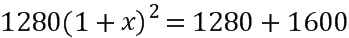 1280(1 + x)² = 1280 + 1600